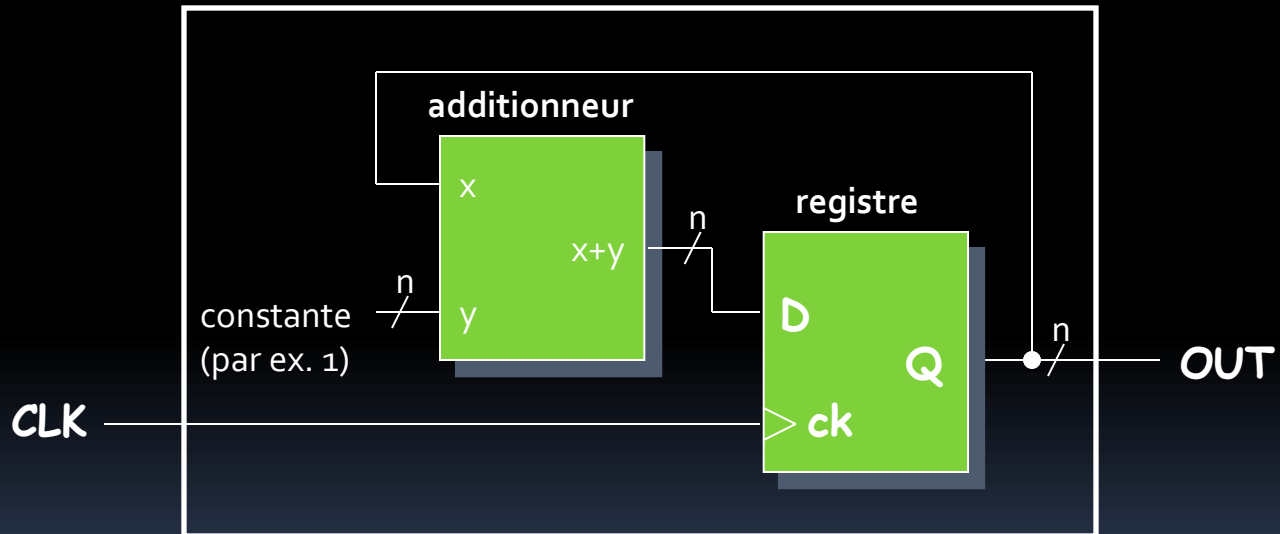 additionneur
x
x+y
n
y
constante
(par ex. 1)
n
registre
D
Q
ck
n
OUT
CLK